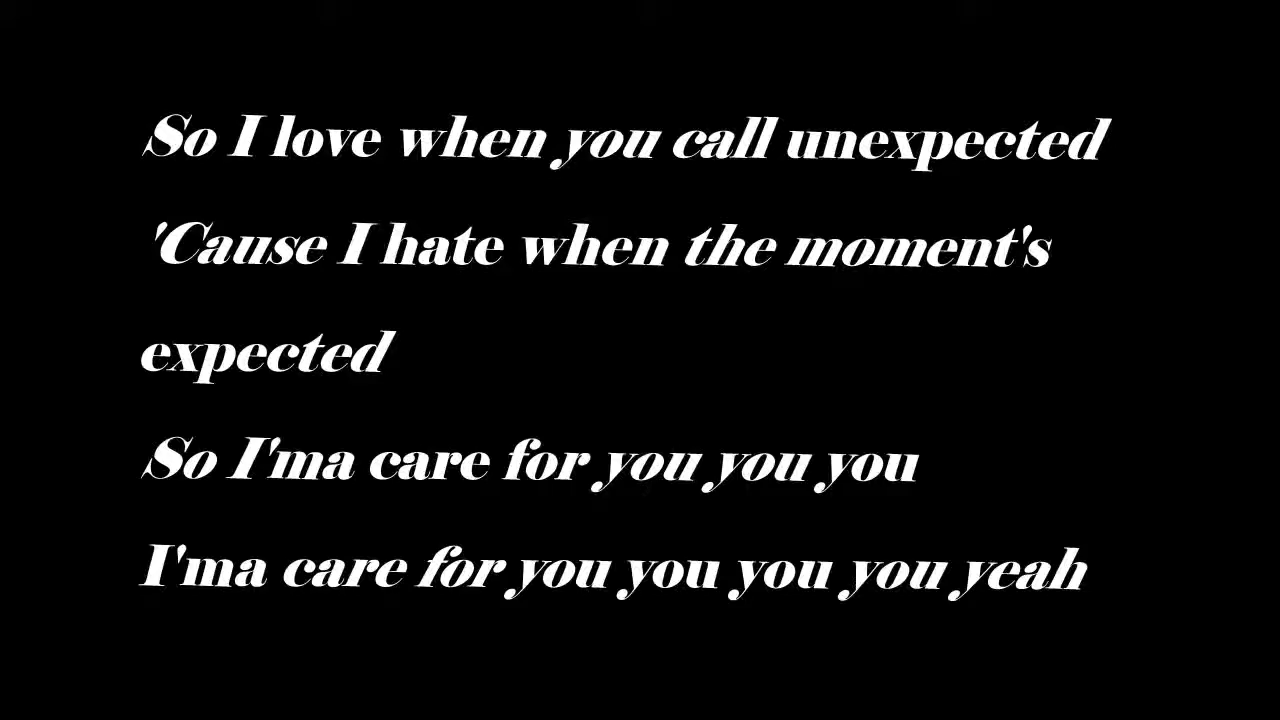 So I love when you call unexpected
'Cause I hate when the moment's
expected
So I'ma care for you you you
I'ma care for you you you you yeah